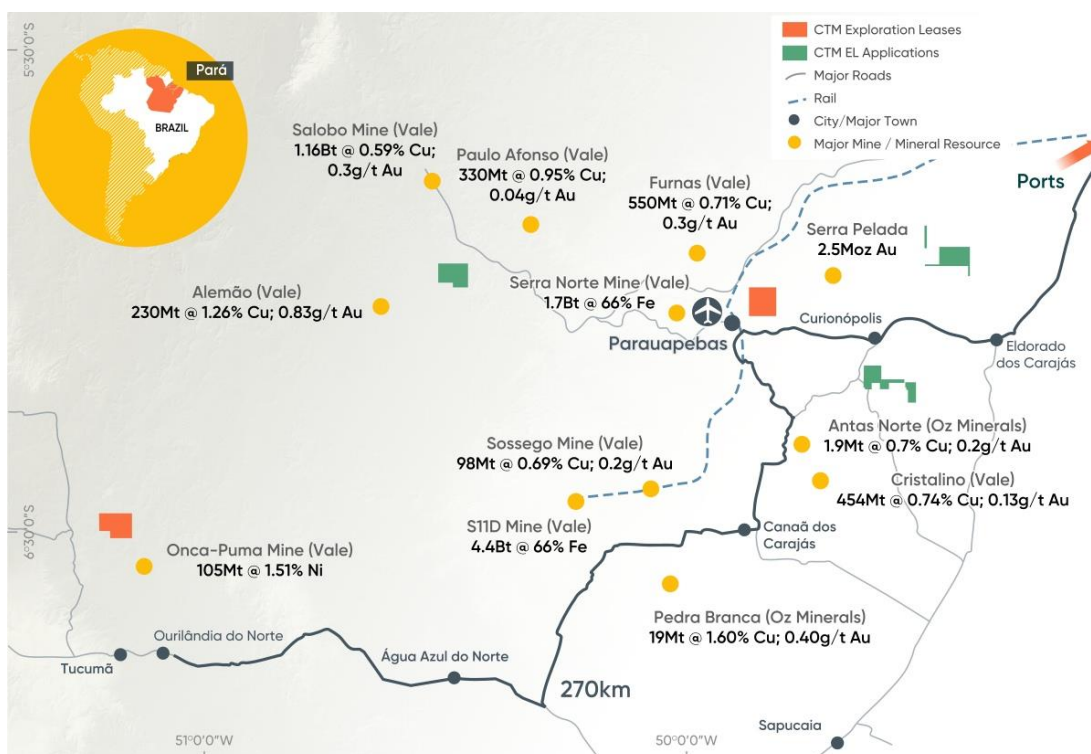 5°30'0"S
Pará
BRAZIL
CTM Exploration Leases
CTM EL Applications
Major Roads
Rail
City/Major Town
Major Mine / Mineral Resource
Salobo Mine (Vale)
1.16Bt @ 0.59% Cu;
0.3g/t Au
Paulo Afonso (Vale)
330Mt @ 0.95% Cu;
0.04g/t Au
Furnas (Vale)
550Mt @ 0.71% Cu;
0.3g/t Au
Ports
Serra Pelada
2.5Moz Au
Alemão (Vale)
230Mt @ 1.26% Cu; 0.83g/t Au
Serra Norte Mine (Vale)
1.7Bt @ 66% Fe
Parauapebas
Curionópolis
Eldorado
dos Carajás
Antas Norte (Oz Minerals)
1.9Mt @ 0.7% Cu; 0.2g/t Au
Sossego Mine (Vale)
98Mt @ 0.69% Cu; 0.2g/t Au
Cristalino (Vale)
454Mt @ 0.74% Cu; 0.13g/t Au
S11D Mine (Vale)
4.4Bt @ 66% Fe
Canaã dos
Carajás
6°30'0"S
Onca-Puma Mine (Vale)
105Mt @ 1.51% Ni
Pedra Branca (Oz Minerals)
19Mt @ 1.60% Cu; 0.40g/t Au
Ourilândia do Norte
Tucumã
Água Azul do Norte
270km
Sapucaia
51°0'0"W
50°0'0"W